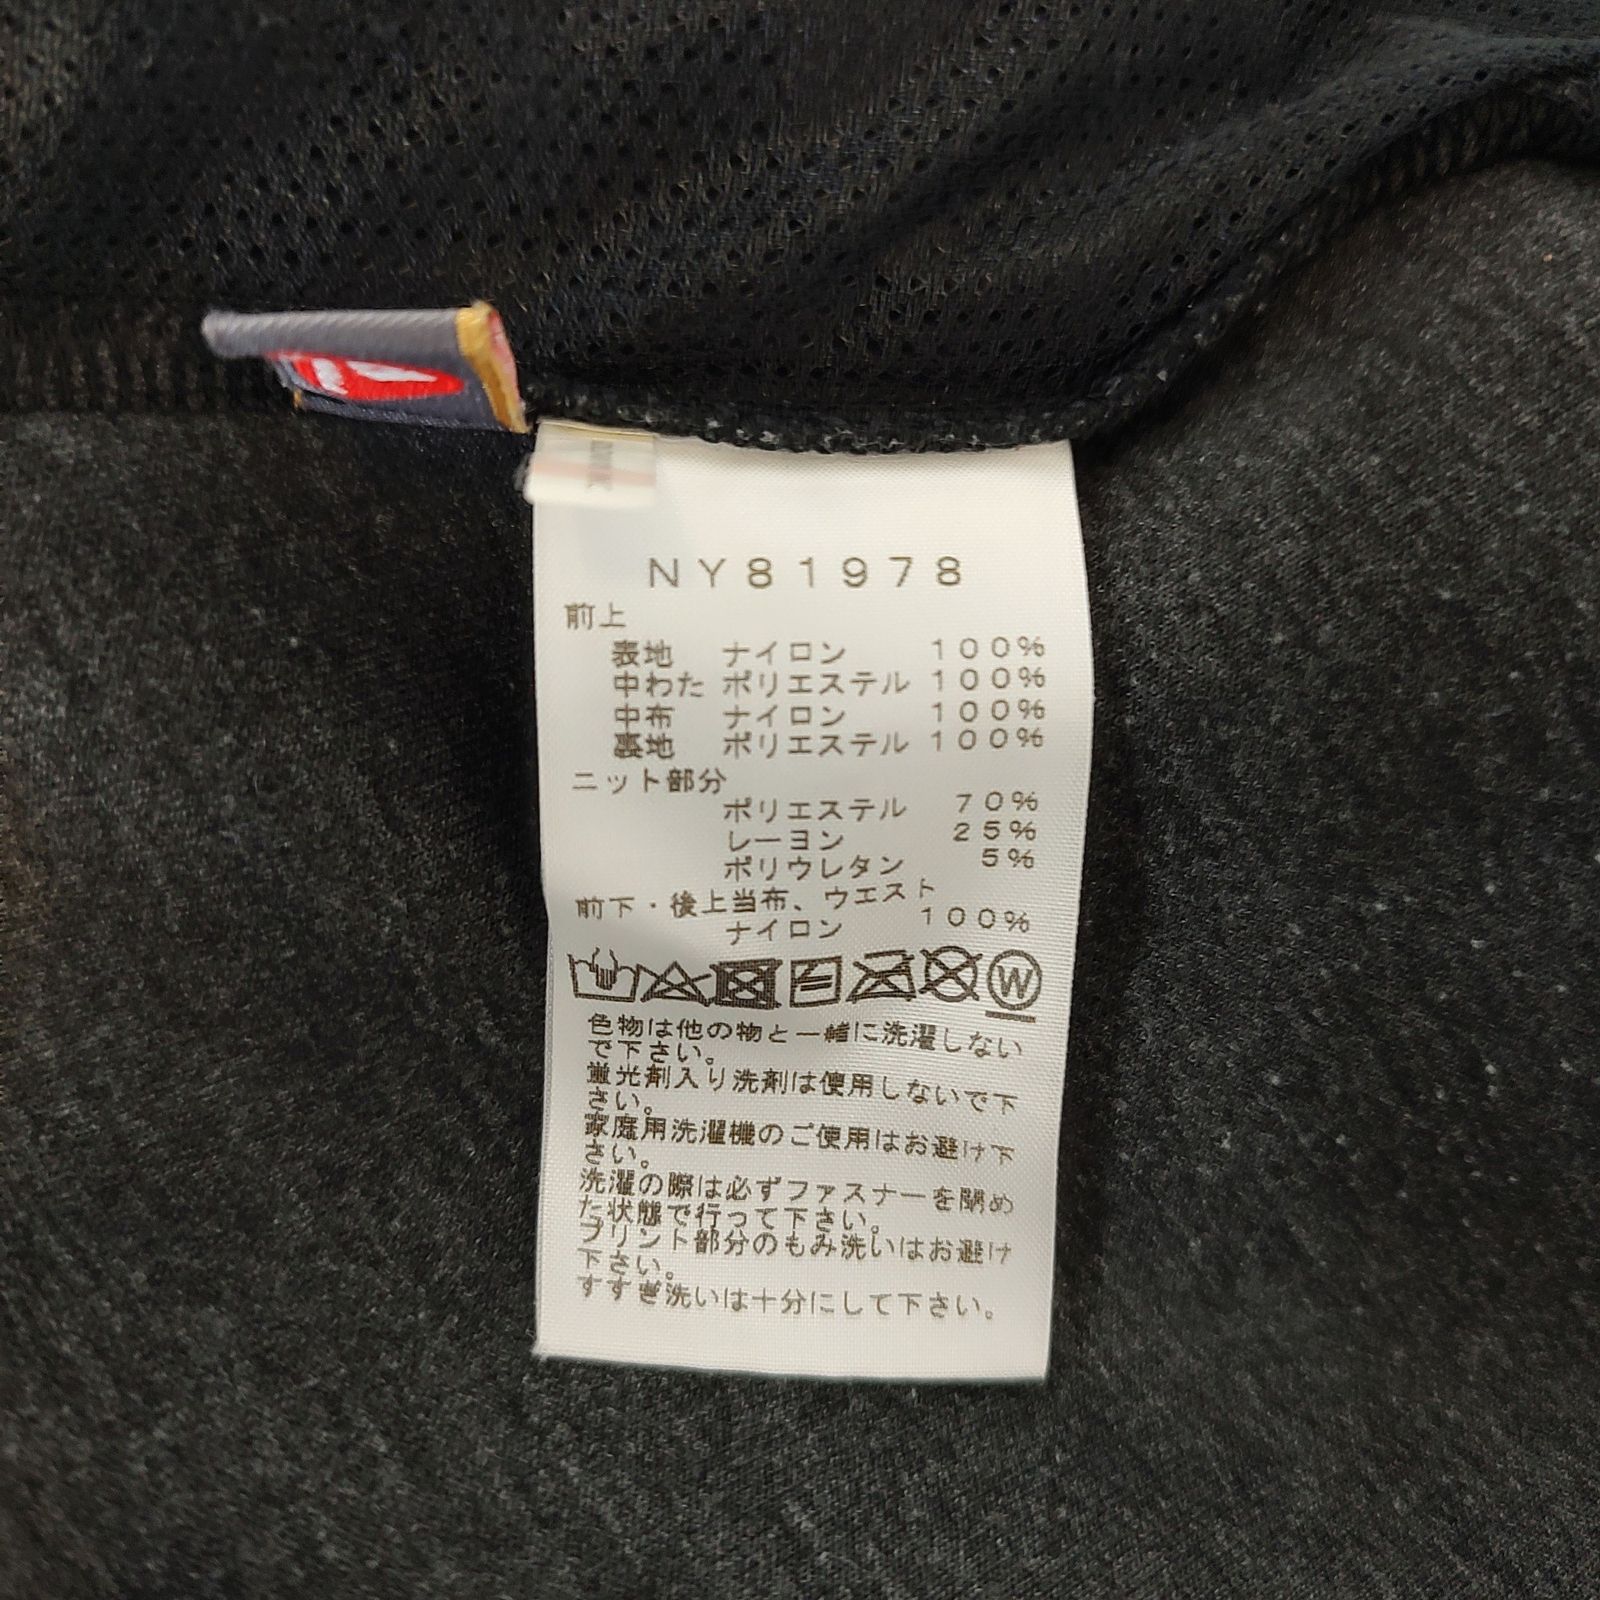 NY81978
前上
表地 ナイロン 100%
中わた ポリエステル 100%
中布 ナイロン 100%
裏地 ポリエステル 100%
ニット部分
ポリエステル 70%
レーヨン 25%
ポリウレタン 5%
前下・後上当布、ウエスト
ナイロン 100%
W
色物は他の物と一緒に洗濯しない
で下さい。
蛍光剤入り洗剤は使用しないで下
さい。
家庭用洗濯機のご使用はお避け下
さい。
洗濯の際は必ずファスナーを閉め
た状態で行って下さい。
プリント部分のもみ洗いはお避け
下さい。
すすぎ洗いは十分にして下さい。